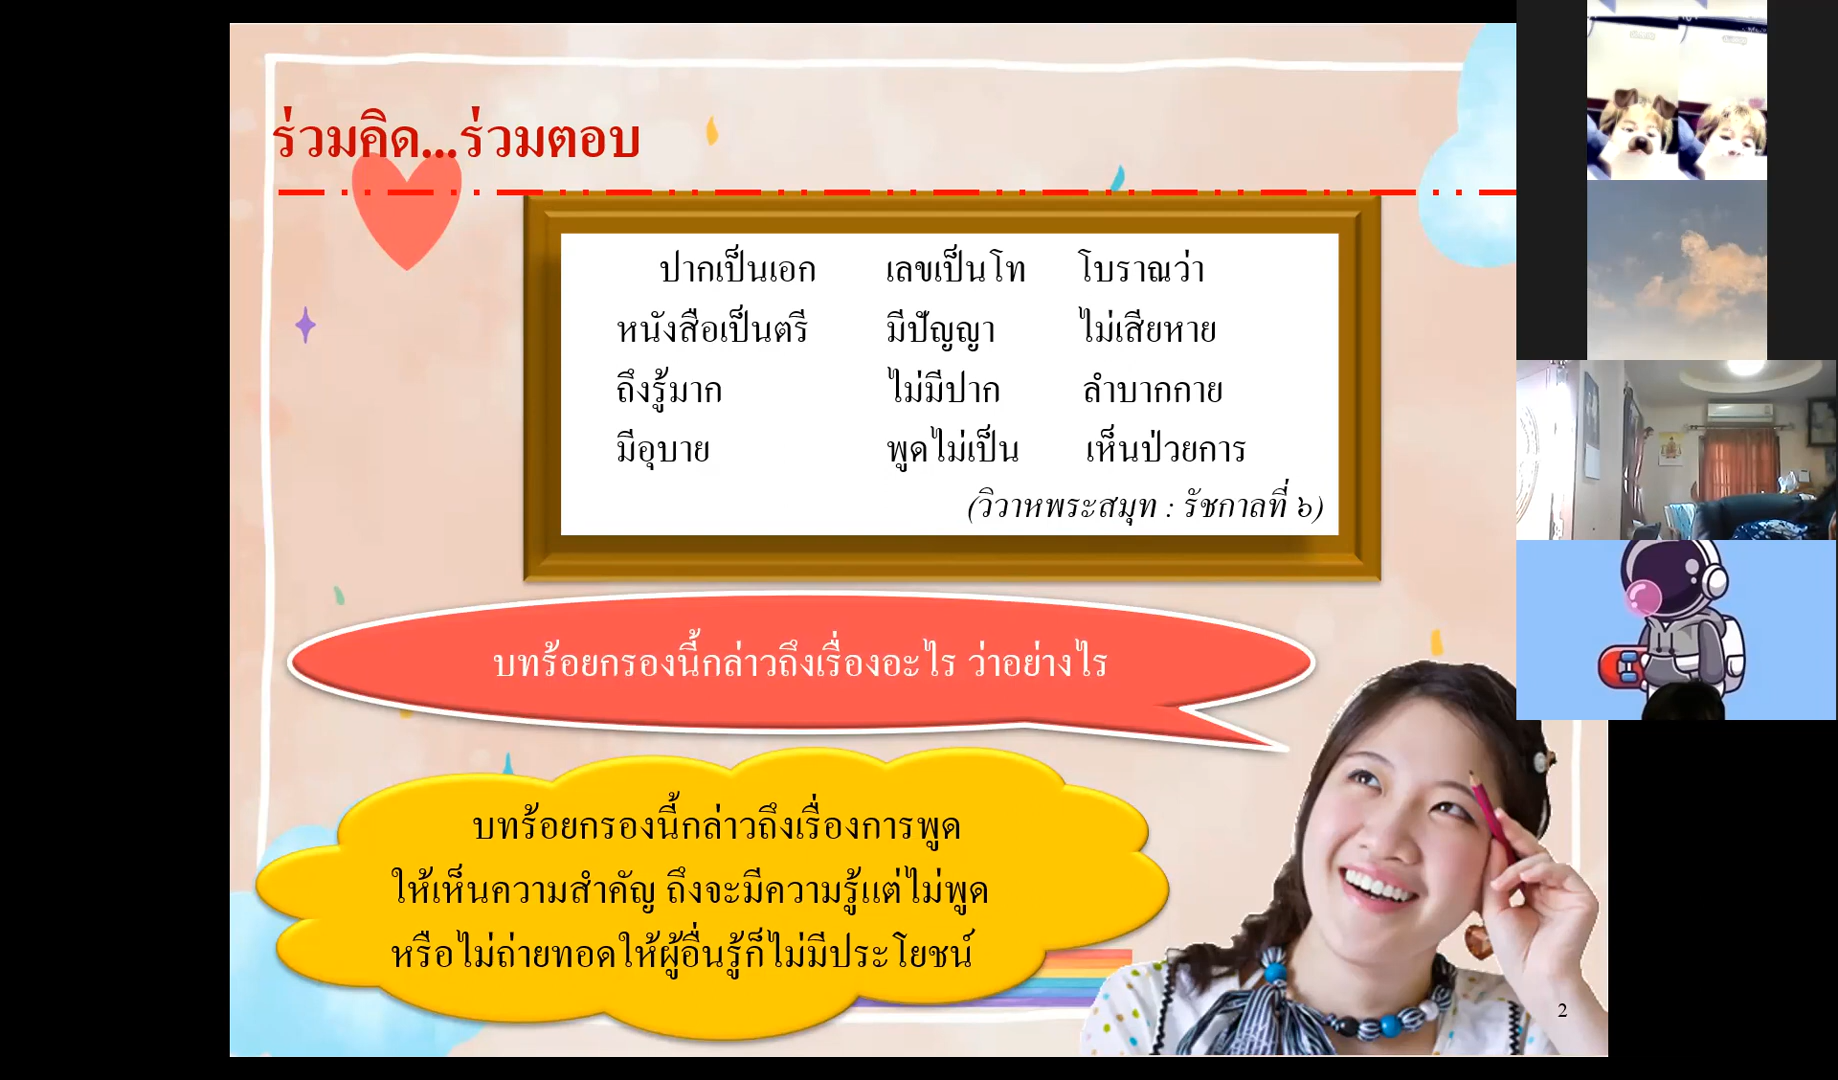 ร่วมคิด...ร่วมตอบ
ปากเป็นเอก เลขเป็นโท โบราณว่า
หนังสือเป็นตรี มีปัญญา ไม่เสียหาย
ถึงรู้มาก ไม่มีปาก ลำบากกาย
มีอุบาย พูดไม่เป็น เห็นป่วยการ
(วิวาหพระสมุท : รัชกาลที่ ๖)
บทร้อยกรองนี้กล่าวถึงเรื่องอะไร ว่าอย่างไร
บทร้อยกรองนี้กล่าวถึงเรื่องการพูด
ให้เห็นความสำคัญ ถึงจะมีความรู้แต่ไม่พูด
หรือไม่ถ่ายทอดให้ผู้อื่นรู้ก็ไม่มีประโยชน์
2